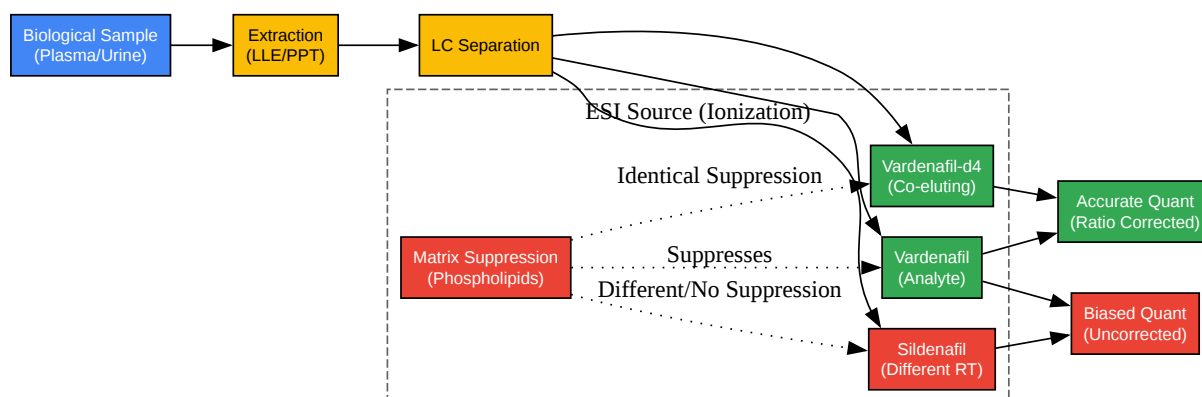 Biological Sample
(Plasma/Urine)
Extraction
(LLE/PPT)
LC Separation
ESI Source (Ionization)
Vardenafil-d4
(Co-eluting)
Identical Suppression
Accurate Quant
(Ratio Corrected)
Matrix Suppression
(Phospholipids)
Suppresses
Vardenafil
(Analyte)
Different/No Suppression
Biased Quant
(Uncorrected)
Sildenafil
(Different RT)